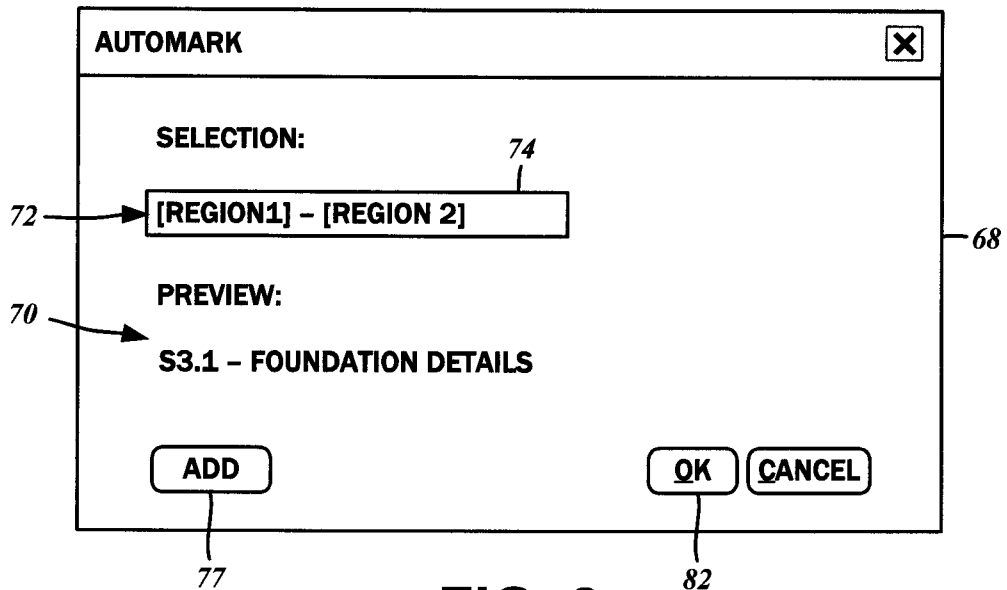 AUTOMARK
SELECTION:
74
72
[REGION1] – [REGION 2]
68
PREVIEW:
70
S3.1 – FOUNDATION DETAILS
ADD
OK
CANCEL
77
82